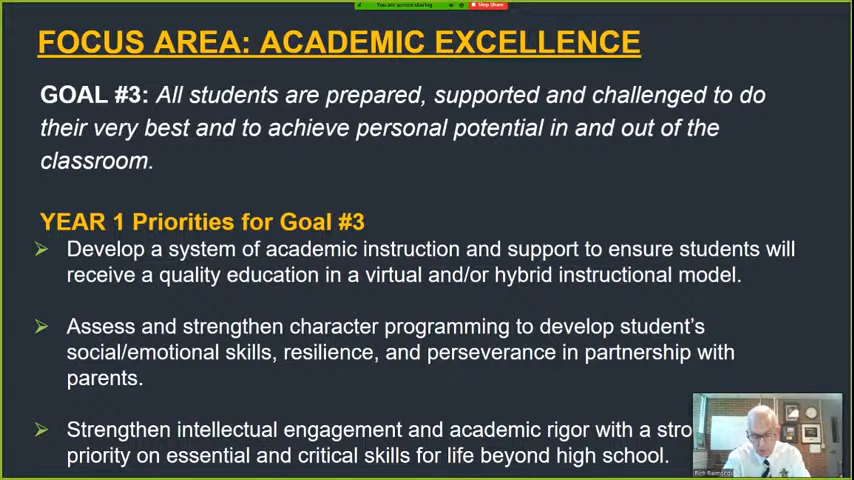 You are screen sharing
Stop Share
FOCUS AREA: ACADEMIC EXCELLENCE
GOAL #3: All students are prepared, supported and challenged to do
their very best and to achieve personal potential in and out of the
classroom.
YEAR 1 Priorities for Goal #3
Develop a system of academic instruction and support to ensure students will
receive a quality education in a virtual and/or hybrid instructional model.
Assess and strengthen character programming to develop student's
social/emotional skills, resilience, and perseverance in partnership with
parents.
Strengthen intellectual engagement and academic rigor with a stro
priority on essential and critical skills for life beyond high school.
Rich